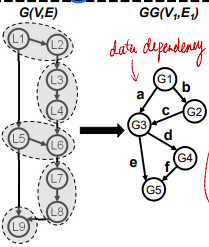 G(V,E)
GG(V₁,E₁)
data dependency
L1
L2
L3
L4
L5
L6
L7
L8
L9
G1
a
b
G2
c
G3
d
e
G4
f
G5